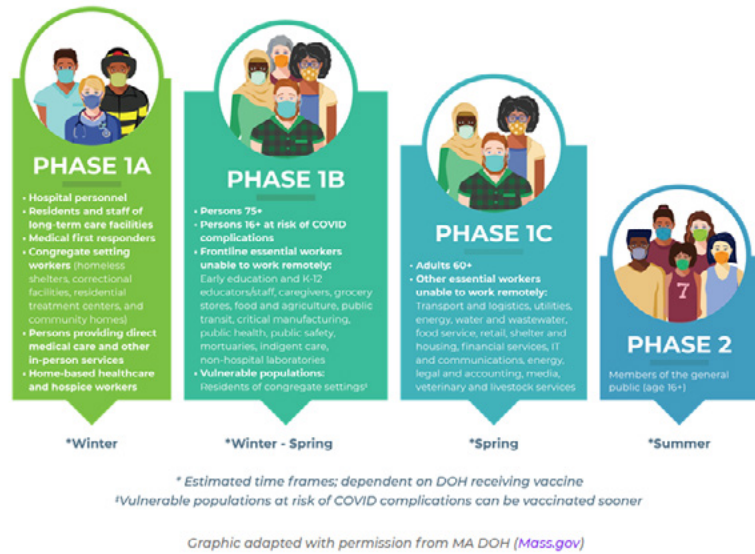 PHASE 1A
• Hospital personnel
• Residents and staff of
long-term care facilities
• Medical first responders
• Congregate setting
workers (homeless
shelters, correctional
facilities, residential
treatment centers, and
community homes)
• Persons providing direct
medical care and other
in-person services
• Home-based healthcare
and hospice workers
*Winter
PHASE 1B
• Persons 75+
• Persons 16+ at risk of COVID
complications
• Frontline essential workers
unable to work remotely:
Early education and K-12
educators/staff, caregivers, grocery
stores, food and agriculture, public
transit, critical manufacturing,
public health, public safety,
mortuaries, indigent care,
non-hospital laboratories
• Vulnerable populations:
Residents of congregate settings‡
*Winter - Spring
PHASE 1C
• Adults 60+
• Other essential workers
unable to work remotely:
Transport and logistics, utilities,
energy, water and wastewater,
food service, retail, shelter and
housing, financial services, IT
and communications, energy,
legal and accounting, media,
veterinary and livestock services
*Spring
7
PHASE 2
Members of the general
public (age 16+)
*Summer
* Estimated time frames; dependent on DOH receiving vaccine
‡Vulnerable populations at risk of COVID complications can be vaccinated sooner
Graphic adapted with permission from MA DOH (Mass.gov)